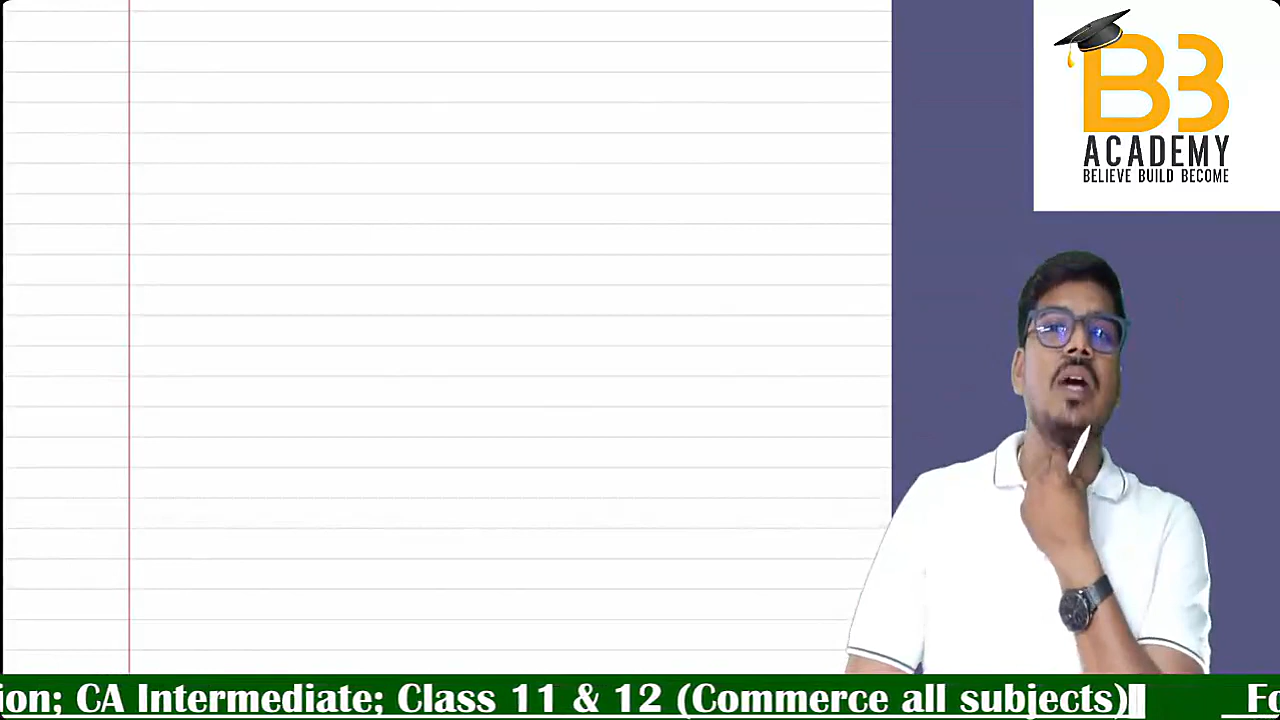 B3
ACADEMY
BELIEVE BUILD BECOME
ion; CA Intermediate; Class 11 & 12 (Commerce all subjects)